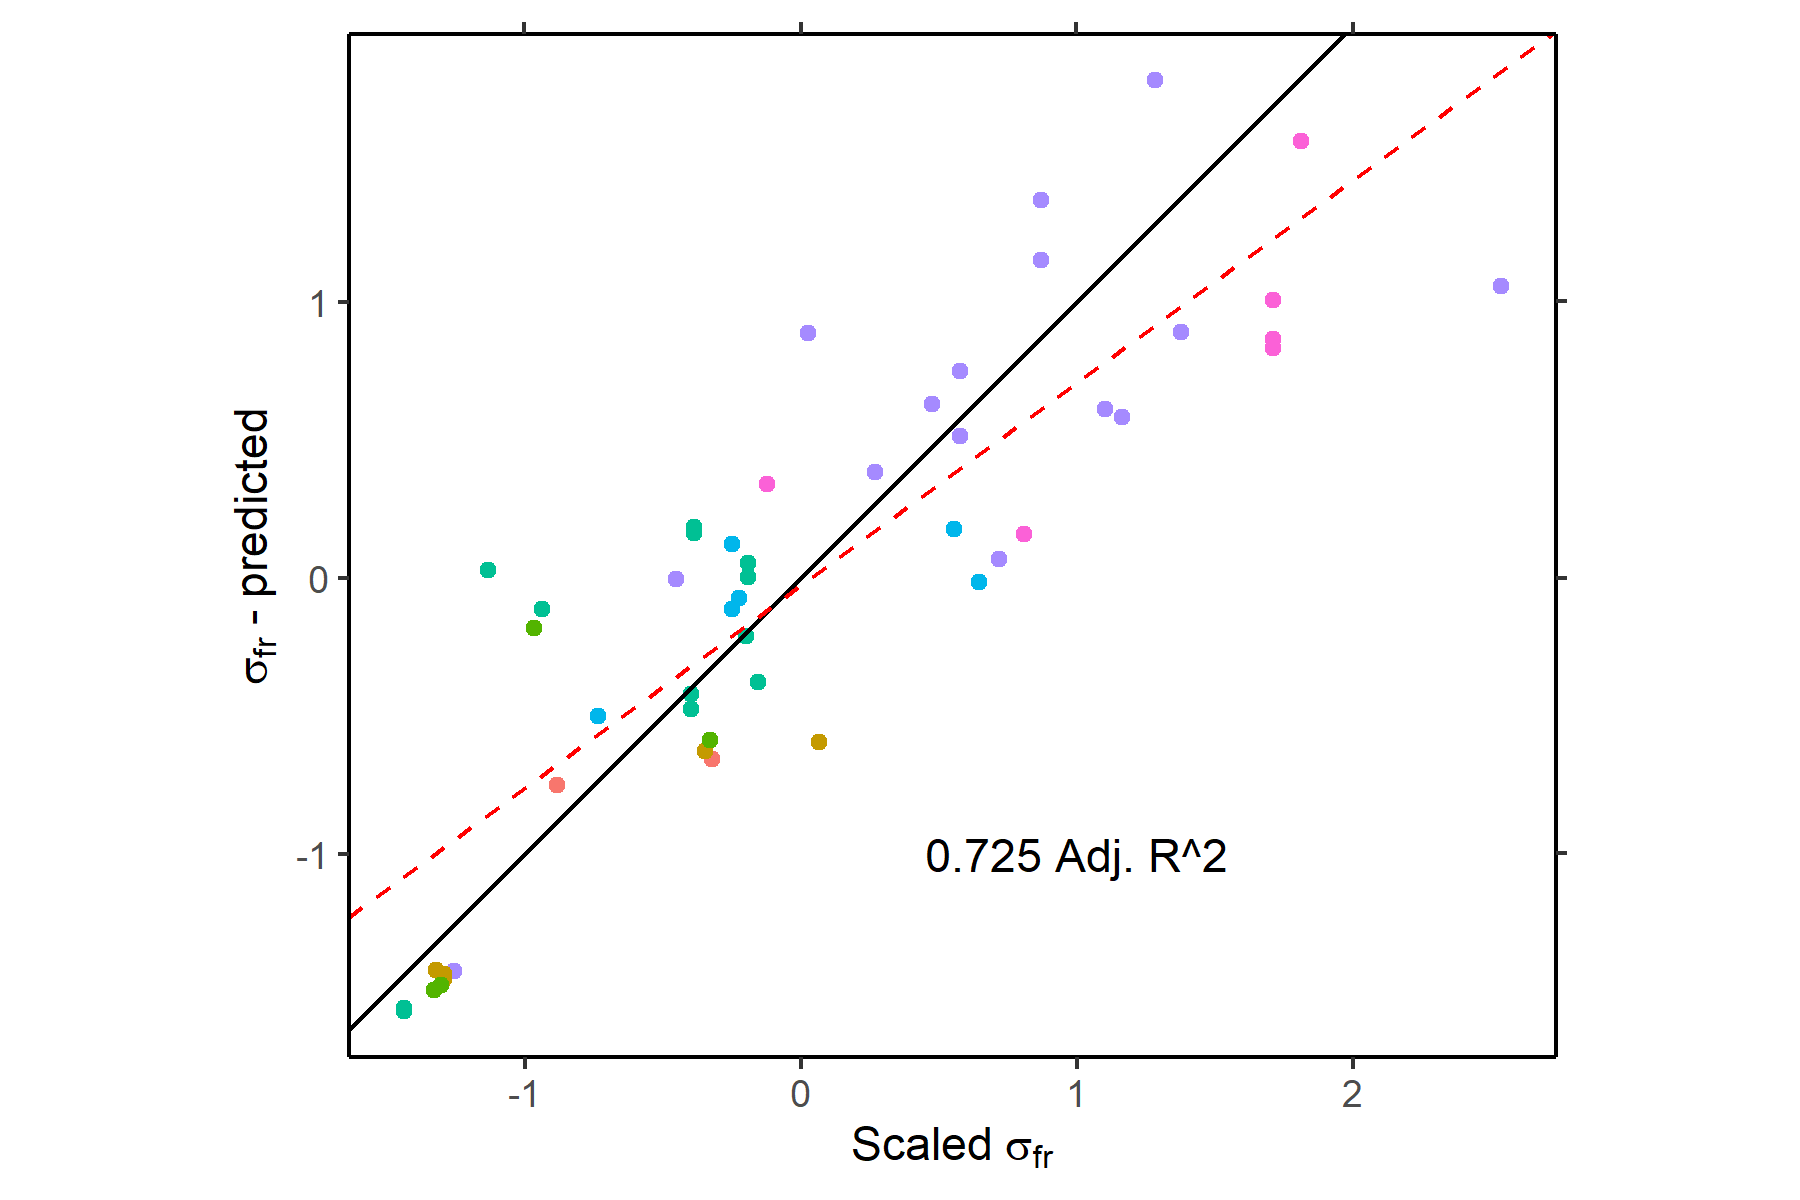 1
0
-1
σfr - predicted
0.725 Adj. R^2
-1 0 1 2
Scaled σfr